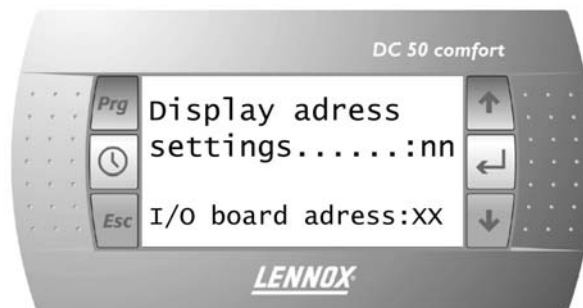 DC 50 comfort
Prg
Display adress
settings......:nn
Esc
I/O board adress:XX
LENNOX